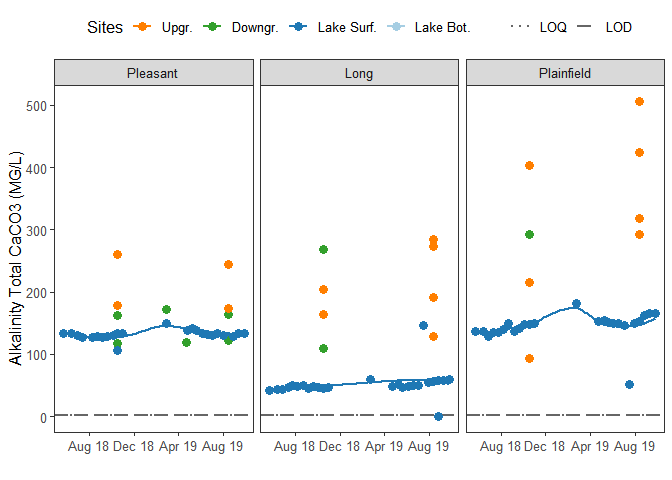 Sites Upgr. Downgr. Lake Surf. Lake Bot. LOQ LOD
Pleasant Long Plainfield
Alkalinity Total CaCO3 (MG/L)
500
400
300
200
100
0
Aug 18 Dec 18 Apr 19 Aug 19 Aug 18 Dec 18 Apr 19 Aug 19 Aug 18 Dec 18 Apr 19 Aug 19